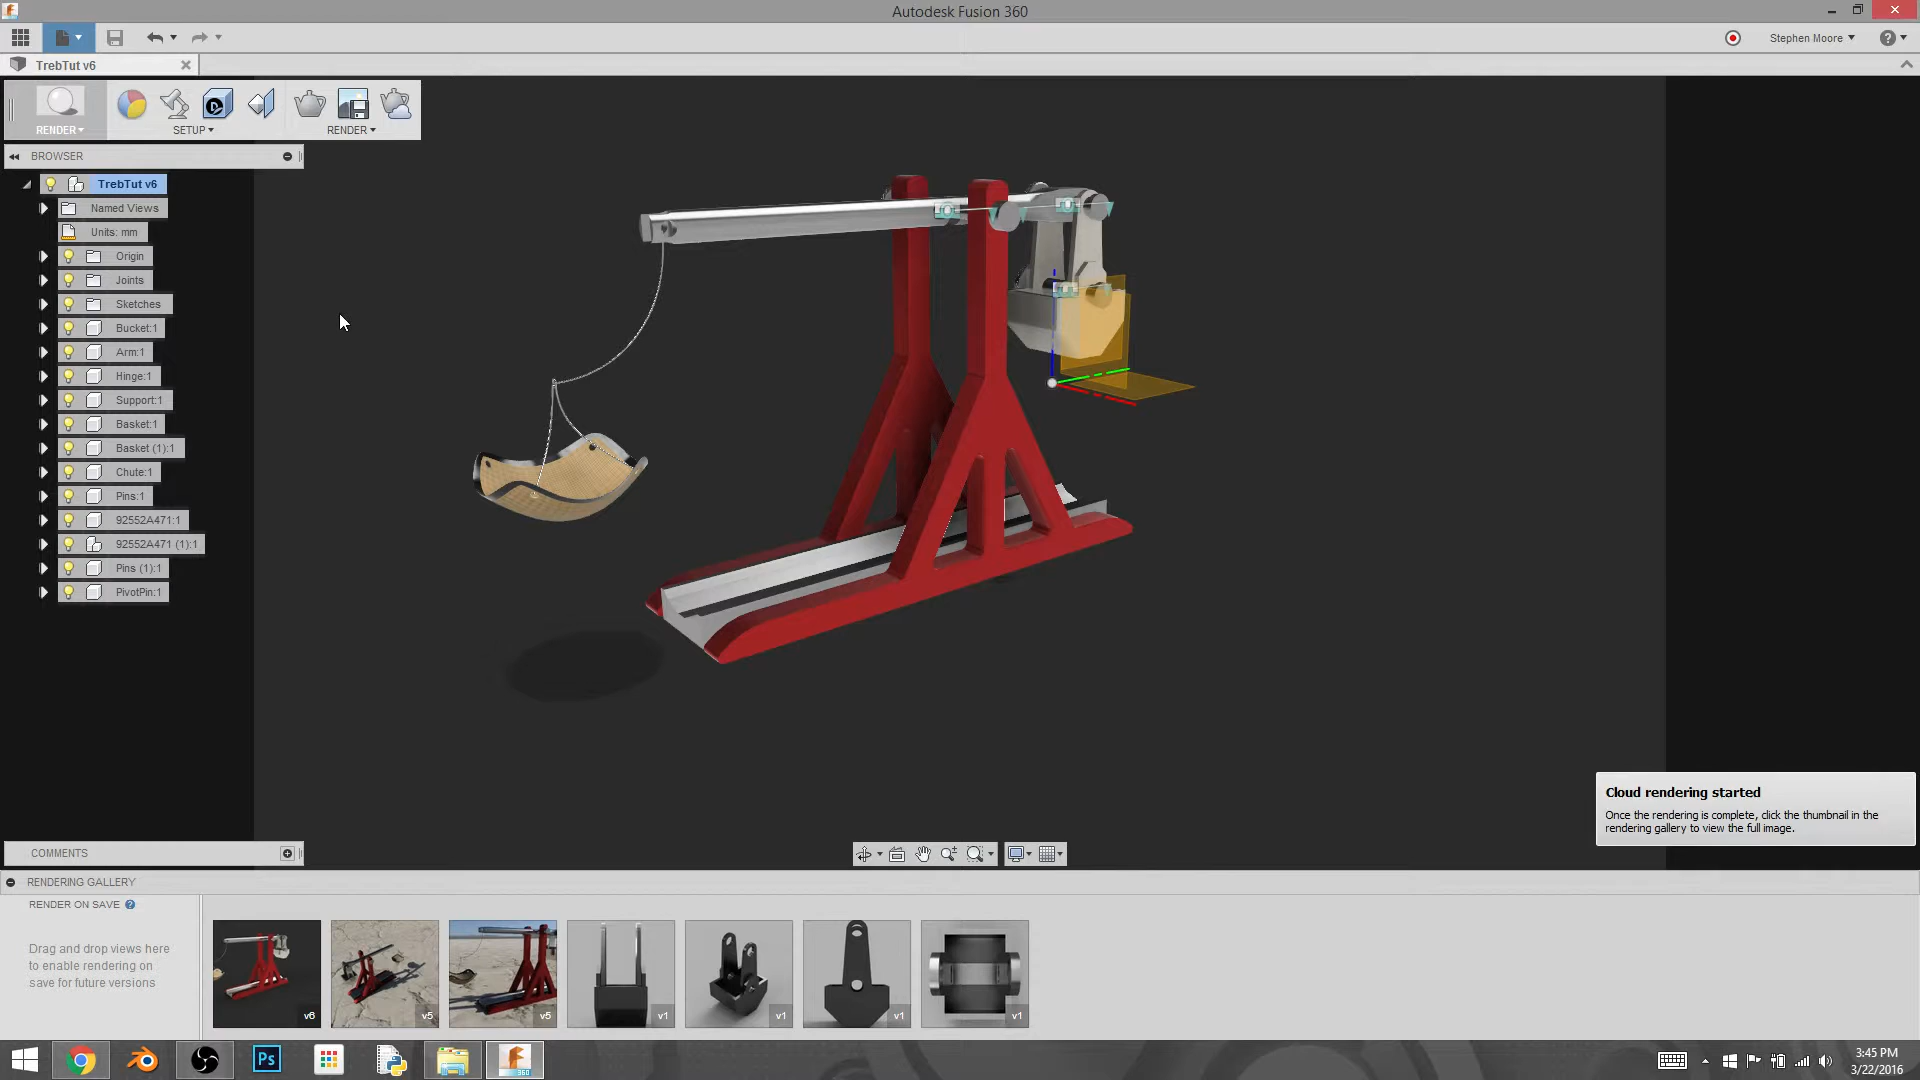 Autodesk Fusion 360
Stephen Moore
TrebTut v6
RENDER
SETUP
RENDER
BROWSER
TrebTut v6
Named Views
Units: mm
Origin
Joints
Sketches
Bucket:1
Arm:1
Hinge:1
Support:1
Basket:1
Basket (1):1
Chute:1
Pins:1
92552A471:1
92552A471 (1):1
Pins (1):1
PivotPin:1
Cloud rendering started
Once the rendering is complete, click the thumbnail in the
rendering gallery to view the full image.
COMMENTS
RENDERING GALLERY
RENDER ON SAVE
Drag and drop views here
to enable rendering on
save for future versions
v6
v5
v5
v1
v1
v1
v1
Ps
360
3:45 PM
3/22/2016